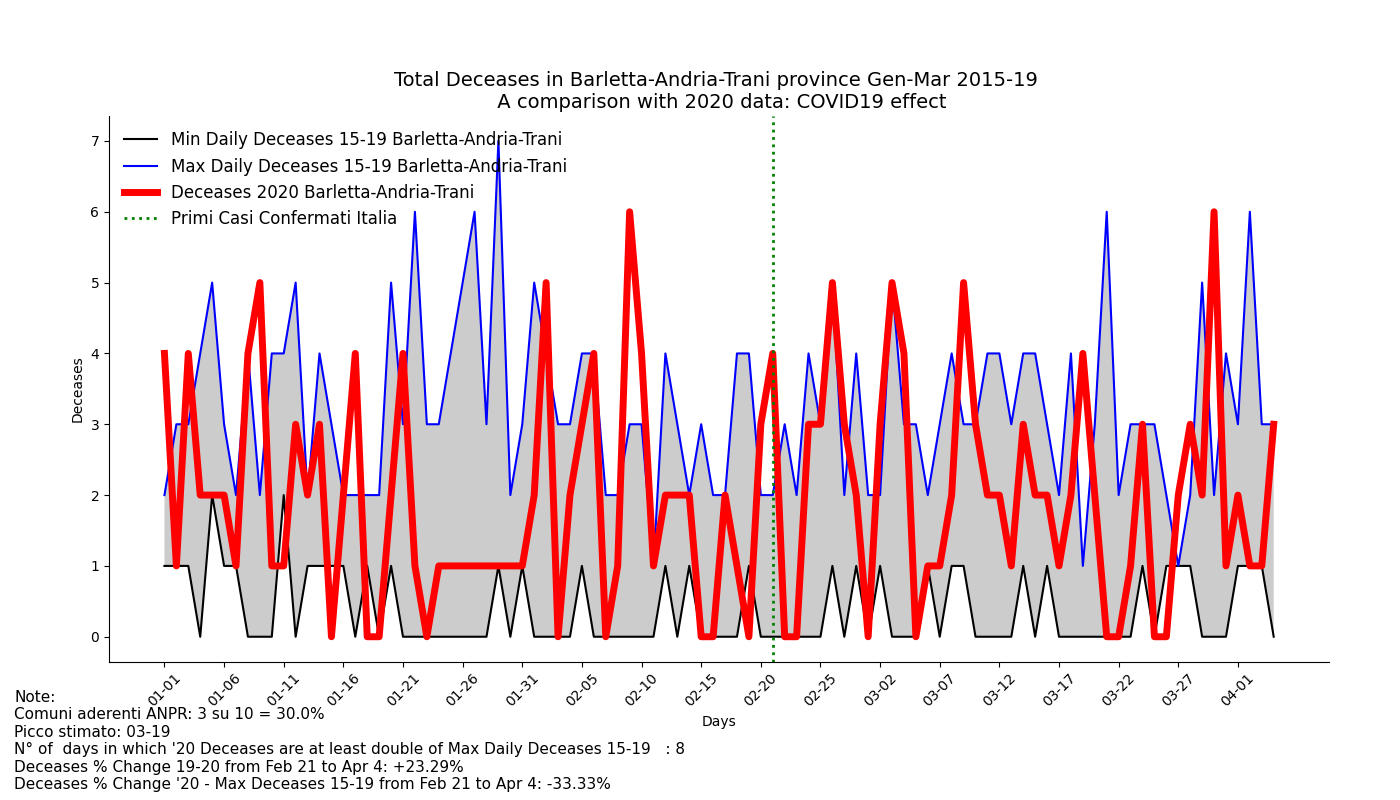 Total Deceases in Barletta-Andria-Trani province Gen-Mar 2015-19
A comparison with 2020 data: COVID19 effect
Min Daily Deceases 15-19 Barletta-Andria-Trani
Max Daily Deceases 15-19 Barletta-Andria-Trani
Deceases 2020 Barletta-Andria-Trani
Primi Casi Confermati Italia
7
6
5
4
3
2
1
0
Deceases
01-01 01-06 01-11 01-16 01-21 01-26 01-31 02-05 02-10 02-15 02-20 02-25 03-02 03-07 03-12 03-17 03-22 03-27 04-01
Days
Note:
Comuni aderenti ANPR: 3 su 10 = 30.0%
Picco stimato: 03-19
N° of  days in which '20 Deceases are at least double of Max Daily Deceases 15-19   : 8
Deceases % Change 19-20 from Feb 21 to Apr 4: +23.29%
Deceases % Change '20 - Max Deceases 15-19 from Feb 21 to Apr 4: -33.33%